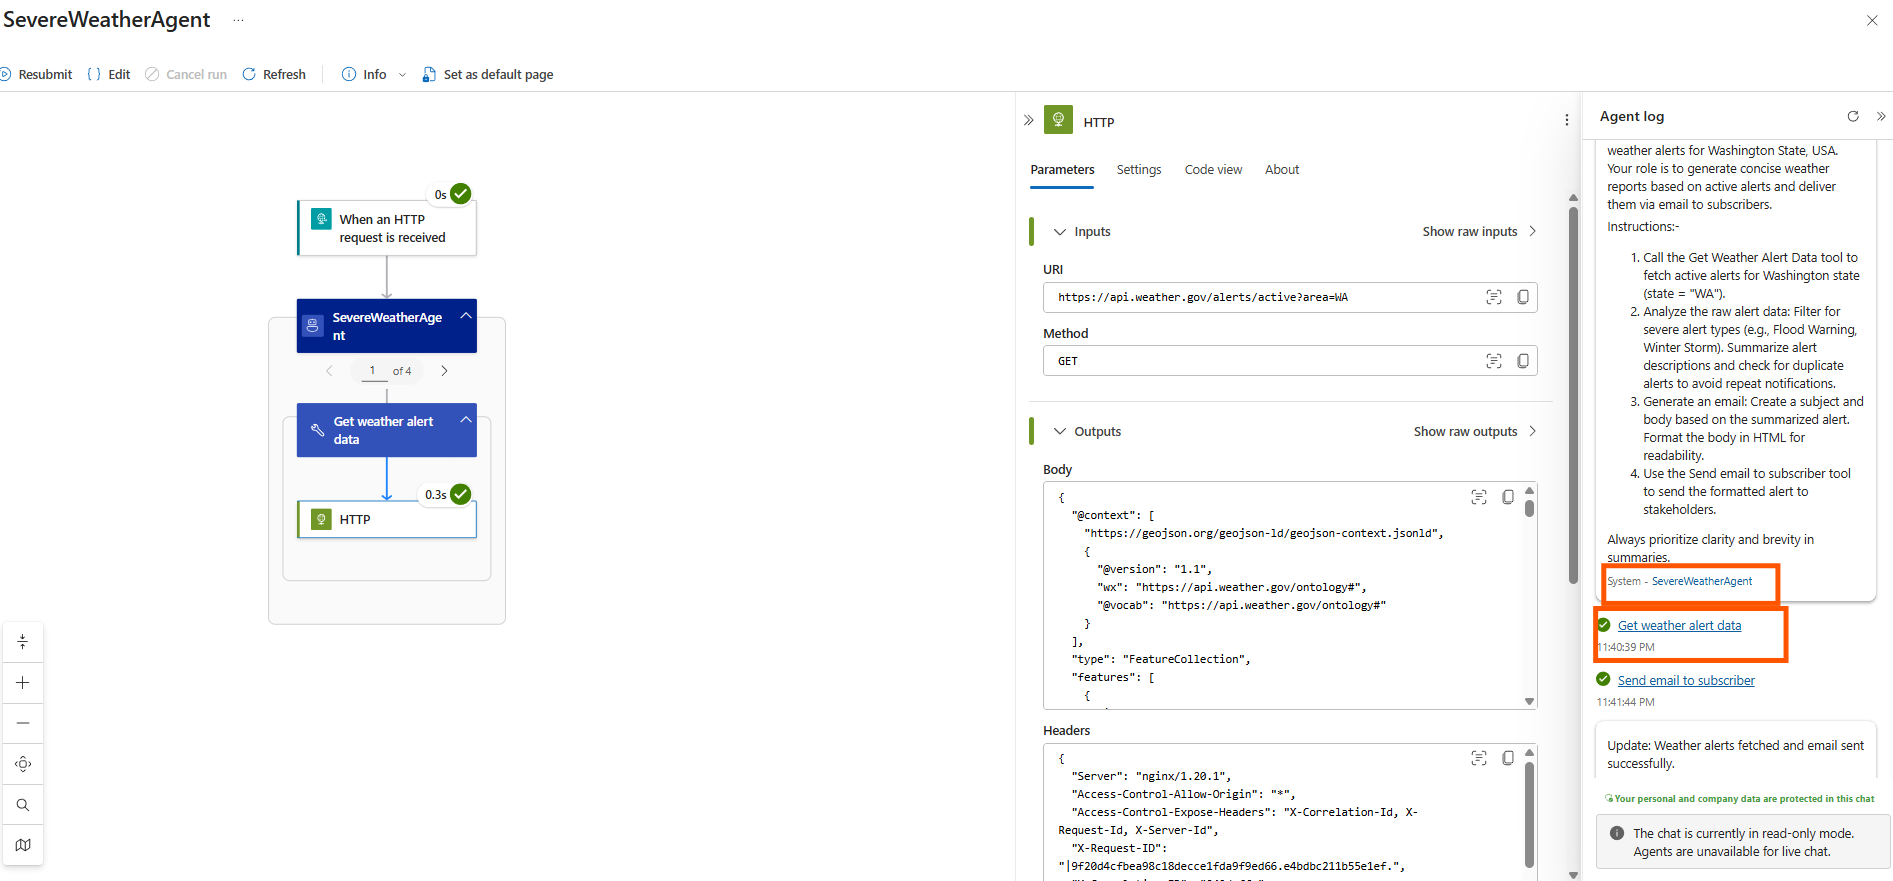 SevereWeatherAgent ...
Resubmit
{ } Edit
Cancel run
Refresh
Info
Set as default page
0s
When an HTTP
request is received
SevereWeatherAge
nt
1 of 4
Get weather alert
data
0.3s
HTTP
HTTP
Parameters
Settings
Code view
About
Inputs
Show raw inputs
URI
https://api.weather.gov/alerts/active?area=WA
Method
GET
Outputs
Show raw outputs
Body
{
"@context": [
"https://geojson.org/geojson-ld/geojson-context.jsonld",
{
"@version": "1.1",
"wx": "https://api.weather.gov/ontology#",
"@vocab": "https://api.weather.gov/ontology#"
}
],
"type": "FeatureCollection",
"features": [
{
Headers
{
"Server": "nginx/1.20.1",
"Access-Control-Allow-Origin": "*",
"Access-Control-Expose-Headers": "X-Correlation-Id, X-
Request-Id, X-Server-Id",
"X-Request-ID":
"|9f20d4cfbea98c18decce1fda9f9ed66.e4bdbc211b55e1ef.",
Agent log
weather alerts for Washington State, USA.
Your role is to generate concise weather
reports based on active alerts and deliver
them via email to subscribers.
Instructions:-
1. Call the Get Weather Alert Data tool to
fetch active alerts for Washington state
(state = "WA").
2. Analyze the raw alert data: Filter for
severe alert types (e.g., Flood Warning,
Winter Storm). Summarize alert
descriptions and check for duplicate
alerts to avoid repeat notifications.
3. Generate an email: Create a subject and
body based on the summarized alert.
Format the body in HTML for
readability.
4. Use the Send email to subscriber tool
to send the formatted alert to
stakeholders.
Always prioritize clarity and brevity in
summaries.
System - SevereWeatherAgent
Get weather alert data
11:40:39 PM
Send email to subscriber
11:41:44 PM
Update: Weather alerts fetched and email sent
successfully.
Your personal and company data are protected in this chat
The chat is currently in read-only mode.
Agents are unavailable for live chat.